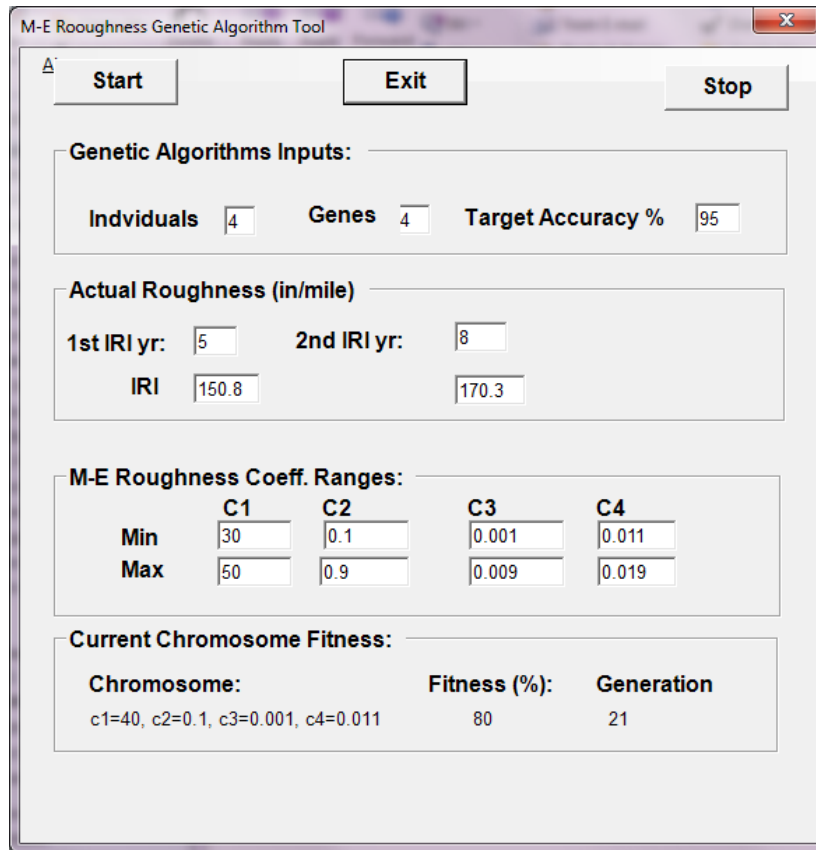 M-E Rooughness Genetic Algorithm Tool
Start Exit Stop
Genetic Algorithms Inputs:
Indviduals 4 Genes 4 Target Accuracy % 95
Actual Roughness (in/mile)
1st IRI yr: 5 2nd IRI yr: 8
IRI 150.8 170.3
M-E Roughness Coeff. Ranges:
C1 C2 C3 C4
Min 30 0.1 0.001 0.011
Max 50 0.9 0.009 0.019
Current Chromosome Fitness:
Chromosome: Fitness (%): Generation
c1=40, c2=0.1, c3=0.001, c4=0.011 80 21